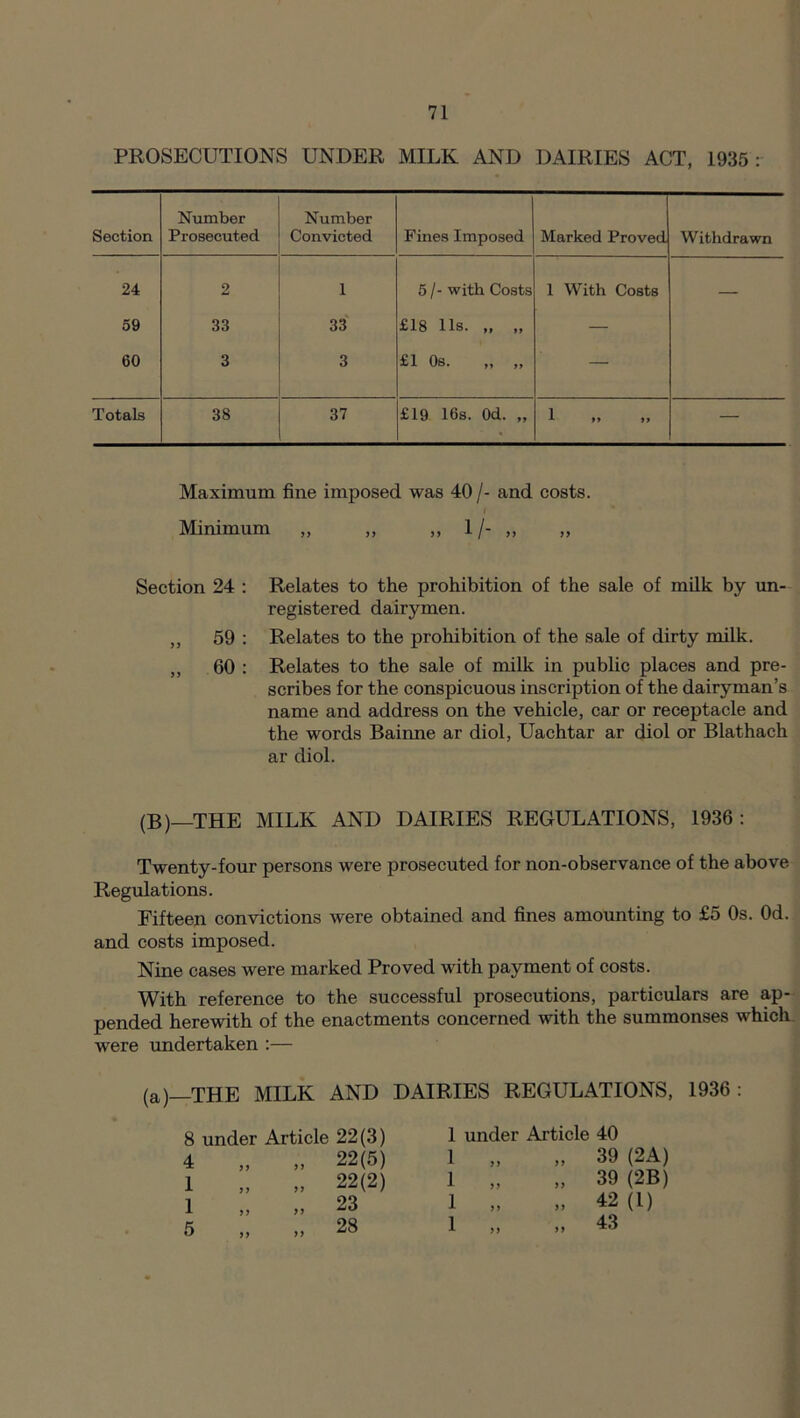 71
PROSECUTIONS UNDER MILK AND DAIRIES ACT, 1935 :
Section | Number Prosecuted | Number Convicted | Fines Imposed | Marked Proved | Withdrawn
24 | 2 | 1 | 5/- with Costs | 1 With Costs | —
59 | 33 | 33 | £18 11s. „ „ | —
60 | 3 | 3 | £1 0s. „ „ | —
Totals | 38 | 37 | £19 16s. 0d. „ | 1 „ „ | —
Maximum fine imposed was 40/- and costs.
Minimum „ „ „ 1/- „ „
Section 24 : Relates to the prohibition of the sale of milk by un-
registered dairymen.
„ 59 : Relates to the prohibition of the sale of dirty milk.
„ 60 : Relates to the sale of milk in public places and pre-
scribes for the conspicuous inscription of the dairyman's
name and address on the vehicle, car or receptacle and
the words Bainne ar diol, Uachtar ar diol or Blathach
ar diol.
(B)—THE MILK AND DAIRIES REGULATIONS, 1936 :
Twenty-four persons were prosecuted for non-observance of the above
Regulations.
Fifteen convictions were obtained and fines amounting to £5 0s. 0d.
and costs imposed.
Nine cases were marked Proved with payment of costs.
With reference to the successful prosecutions, particulars are ap-
pended herewith of the enactments concerned with the summonses which
were undertaken :—
(a)—THE MILK AND DAIRIES REGULATIONS, 1936 :
8 under Article 22(3)
4 „ „ 22(5)
1 „ „ 22(2)
1 „ „ 23
5 „ „ 28
1 under Article 40
1 „ „ 39 (2A)
1 „ „ 39 (2B)
1 „ „ 42 (1)
1 „ „ 43